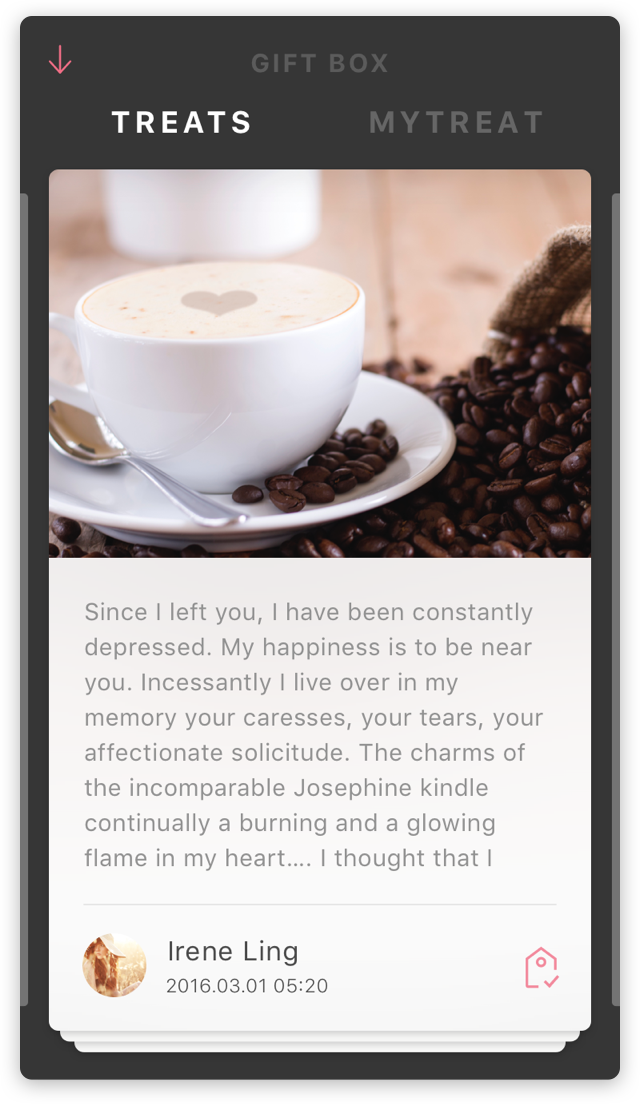 GIFT BOX
TREATS MYTREAT
Since I left you, I have been constantly
depressed. My happiness is to be near
you. Incessantly I live over in my
memory your caresses, your tears, your
affectionate solicitude. The charms of
the incomparable Josephine kindle
continually a burning and a glowing
flame in my heart…. I thought that I
Irene Ling
2016.03.01 05:20